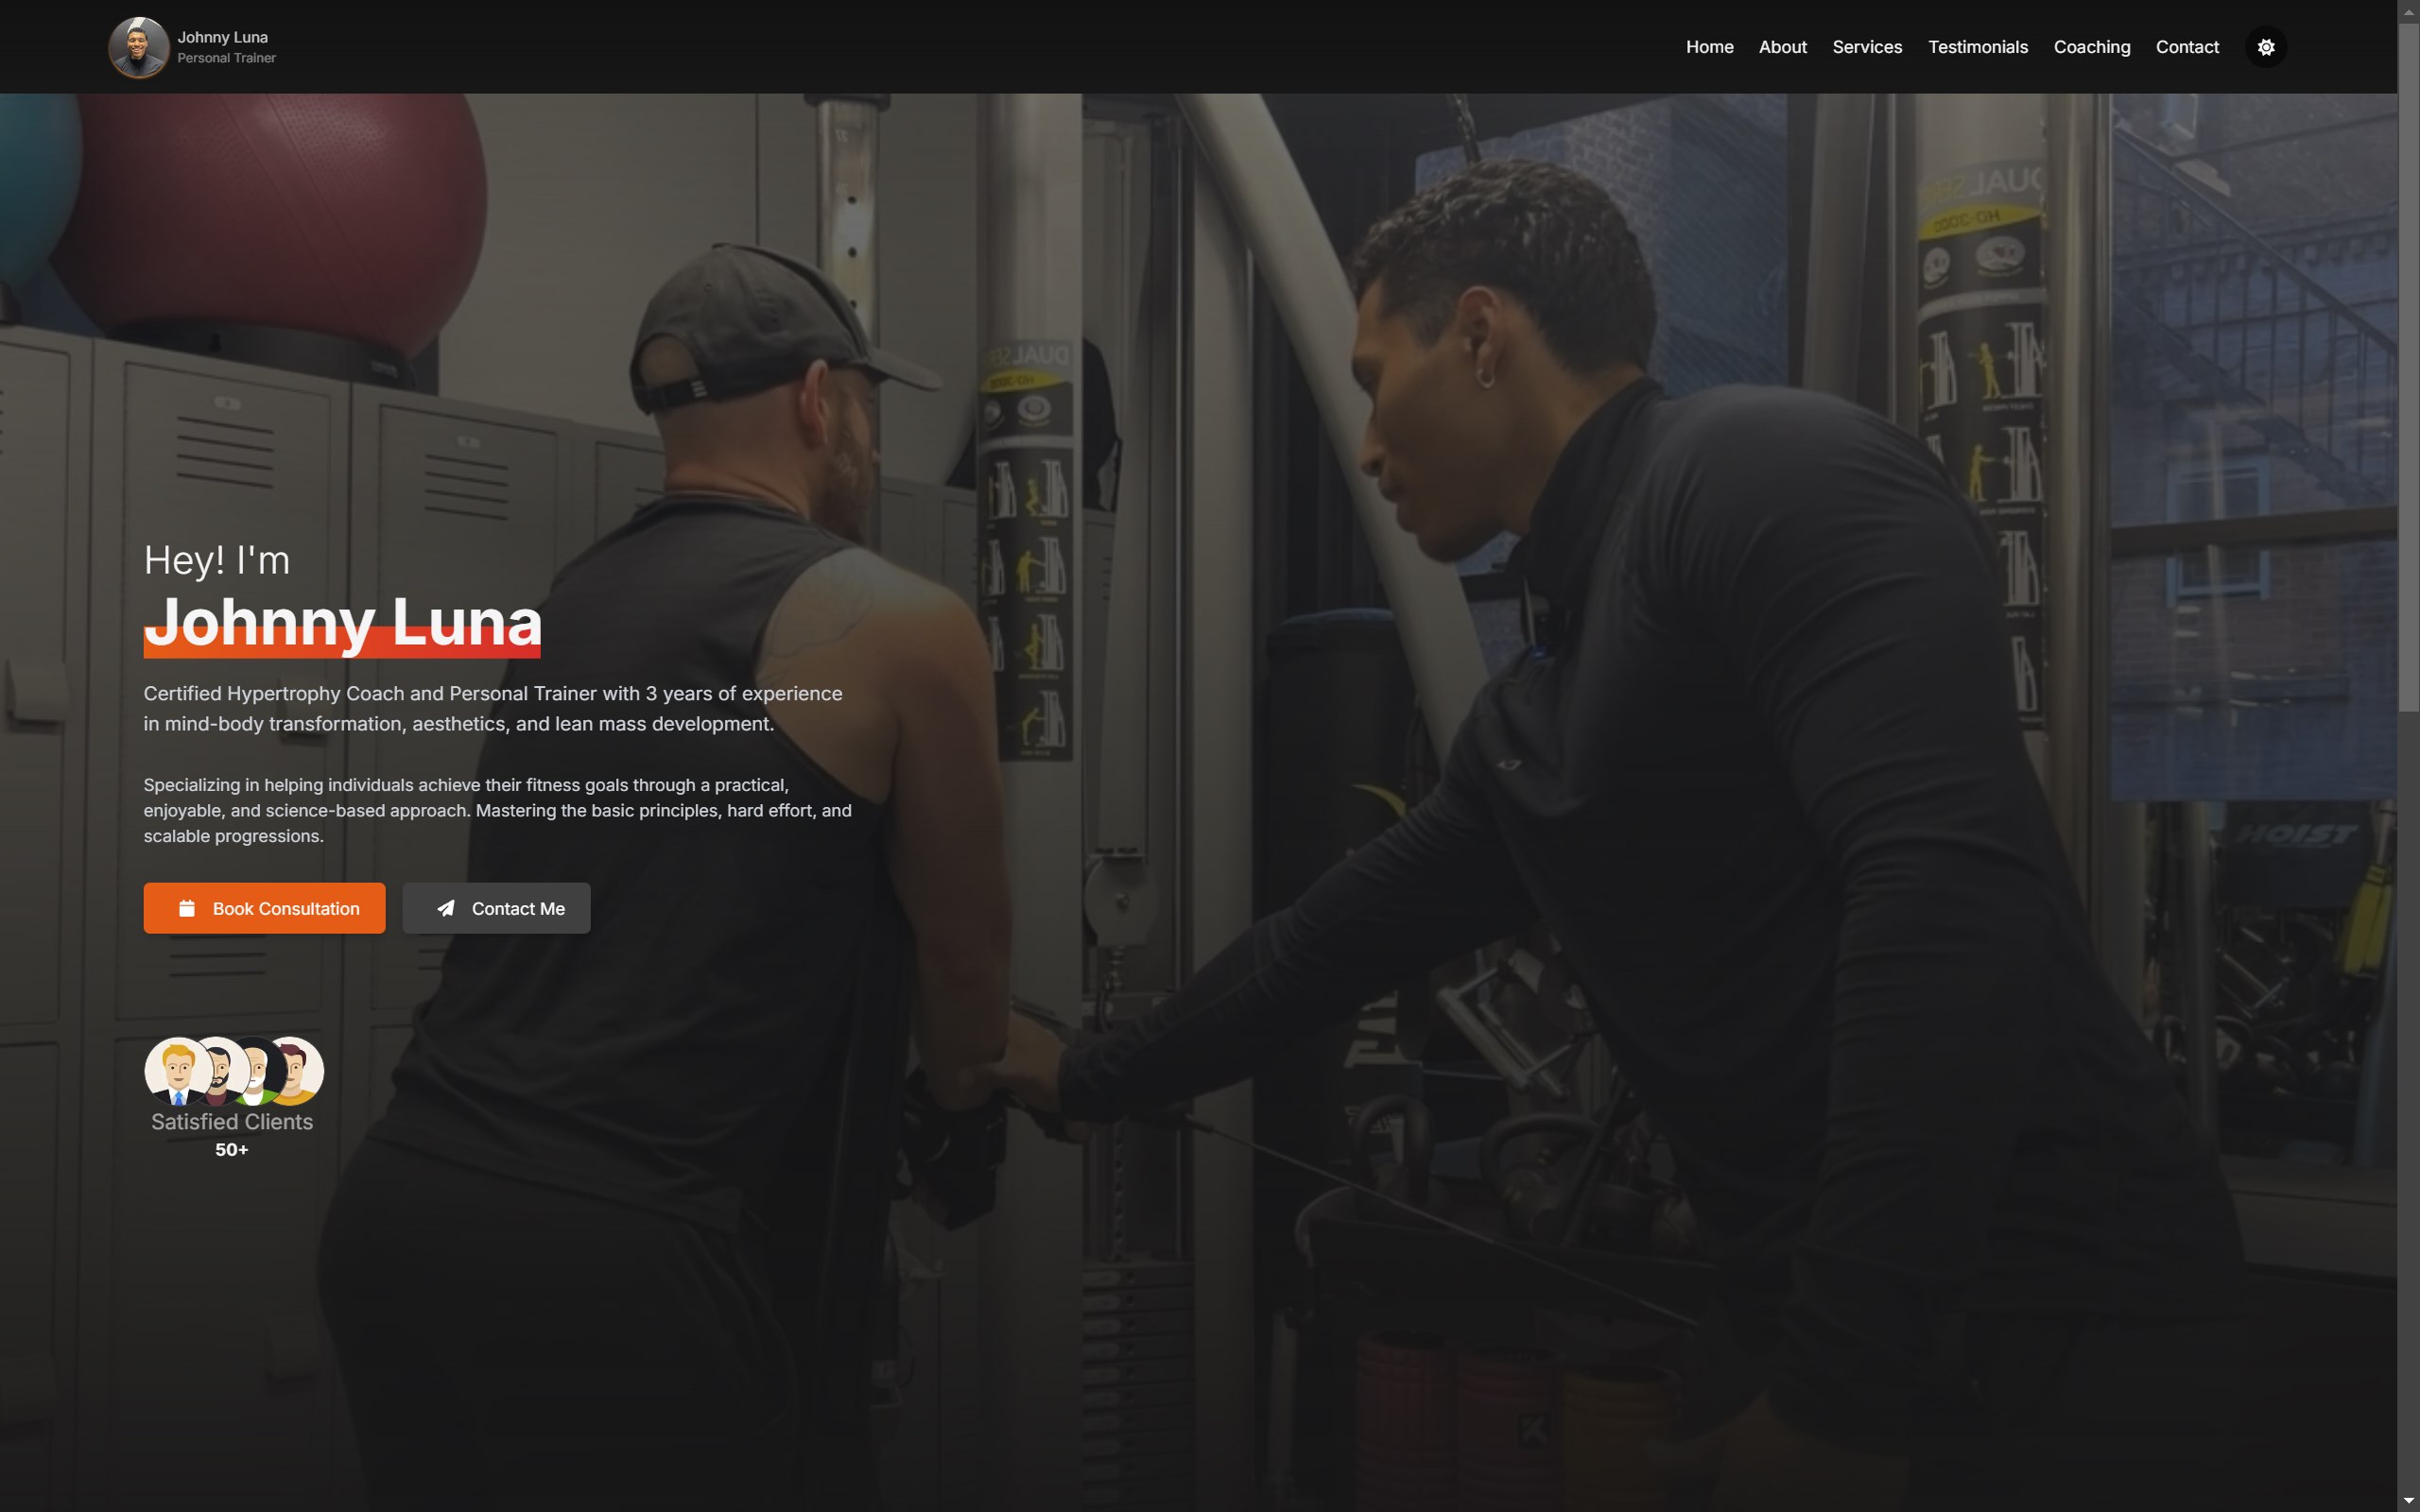 Johnny Luna
Personal Trainer
Home About Services Testimonials Coaching Contact
Hey! I'm
Johnny Luna
Certified Hypertrophy Coach and Personal Trainer with 3 years of experience
in mind-body transformation, aesthetics, and lean mass development.
Specializing in helping individuals achieve their fitness goals through a practical,
enjoyable, and science-based approach. Mastering the basic principles, hard effort, and
scalable progressions.
Book Consultation
Contact Me
Satisfied Clients
50+
HOIST